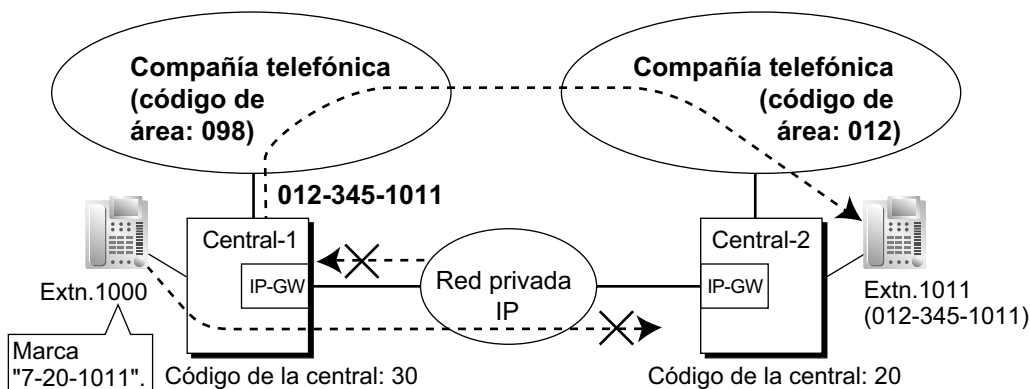 Compañía telefónica
(código de
área: 098)
Compañía telefónica
(código de
área: 012)
012-345-1011
Central-1
IP-GW
Red privada
IP
Central-2
IP-GW
Extn.1000
Extn.1011
(012-345-1011)
Marca
"7-20-1011".
Código de la central: 30
Código de la central: 20